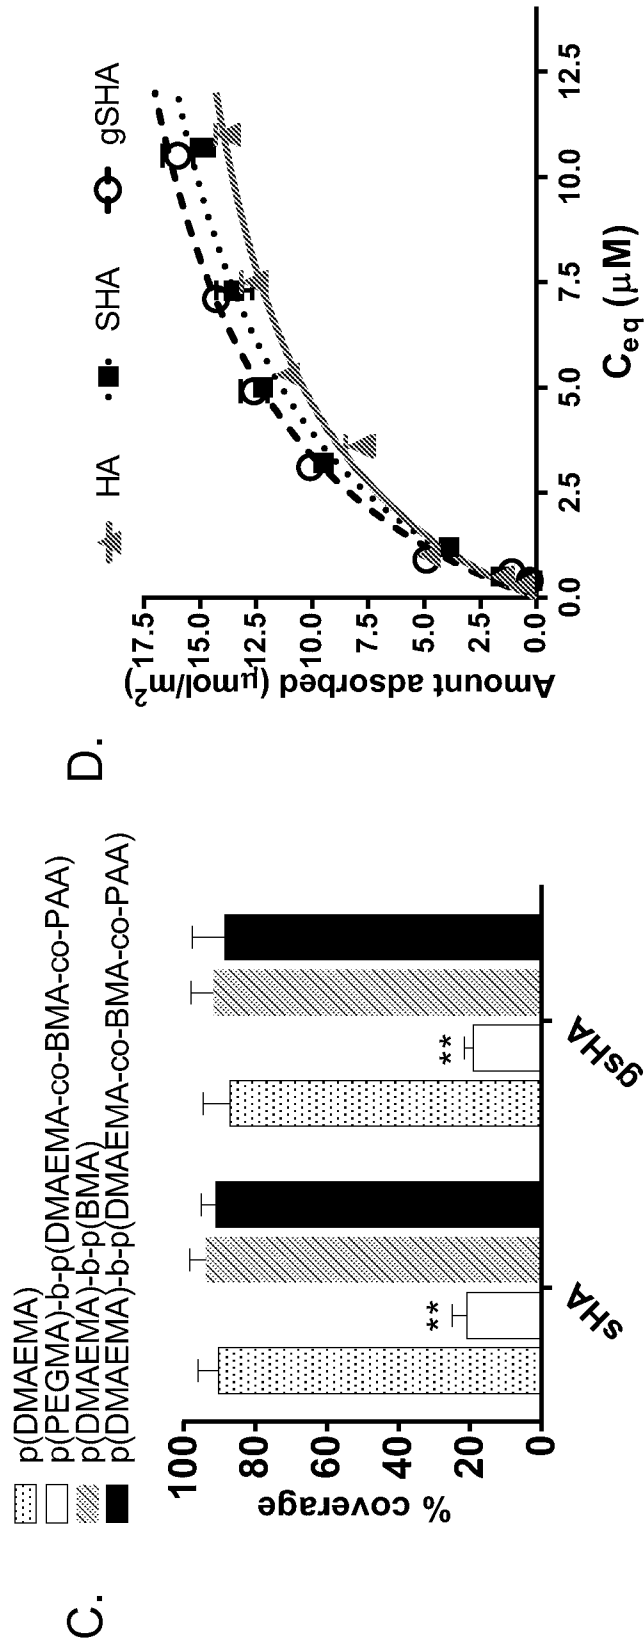 C.
p(DMAEMA)
p(PEGMA)-b-p(DMAEMA-co-BMA-co-PAA)
p(DMAEMA)-b-p(BMA)
p(DMAEMA)-b-p(DMAEMA-co-BMA-co-PAA)
% coverage
100
80
60
40
20
0
**
**
sHA
gsHA
D.
HA
SHA
gSHA
Amount adsorbed (μmol/m²)
17.5
15.0
12.5
10.0
7.5
5.0
2.5
0.0
0.0
2.5
5.0
7.5
10.0
12.5
Ceq (μM)